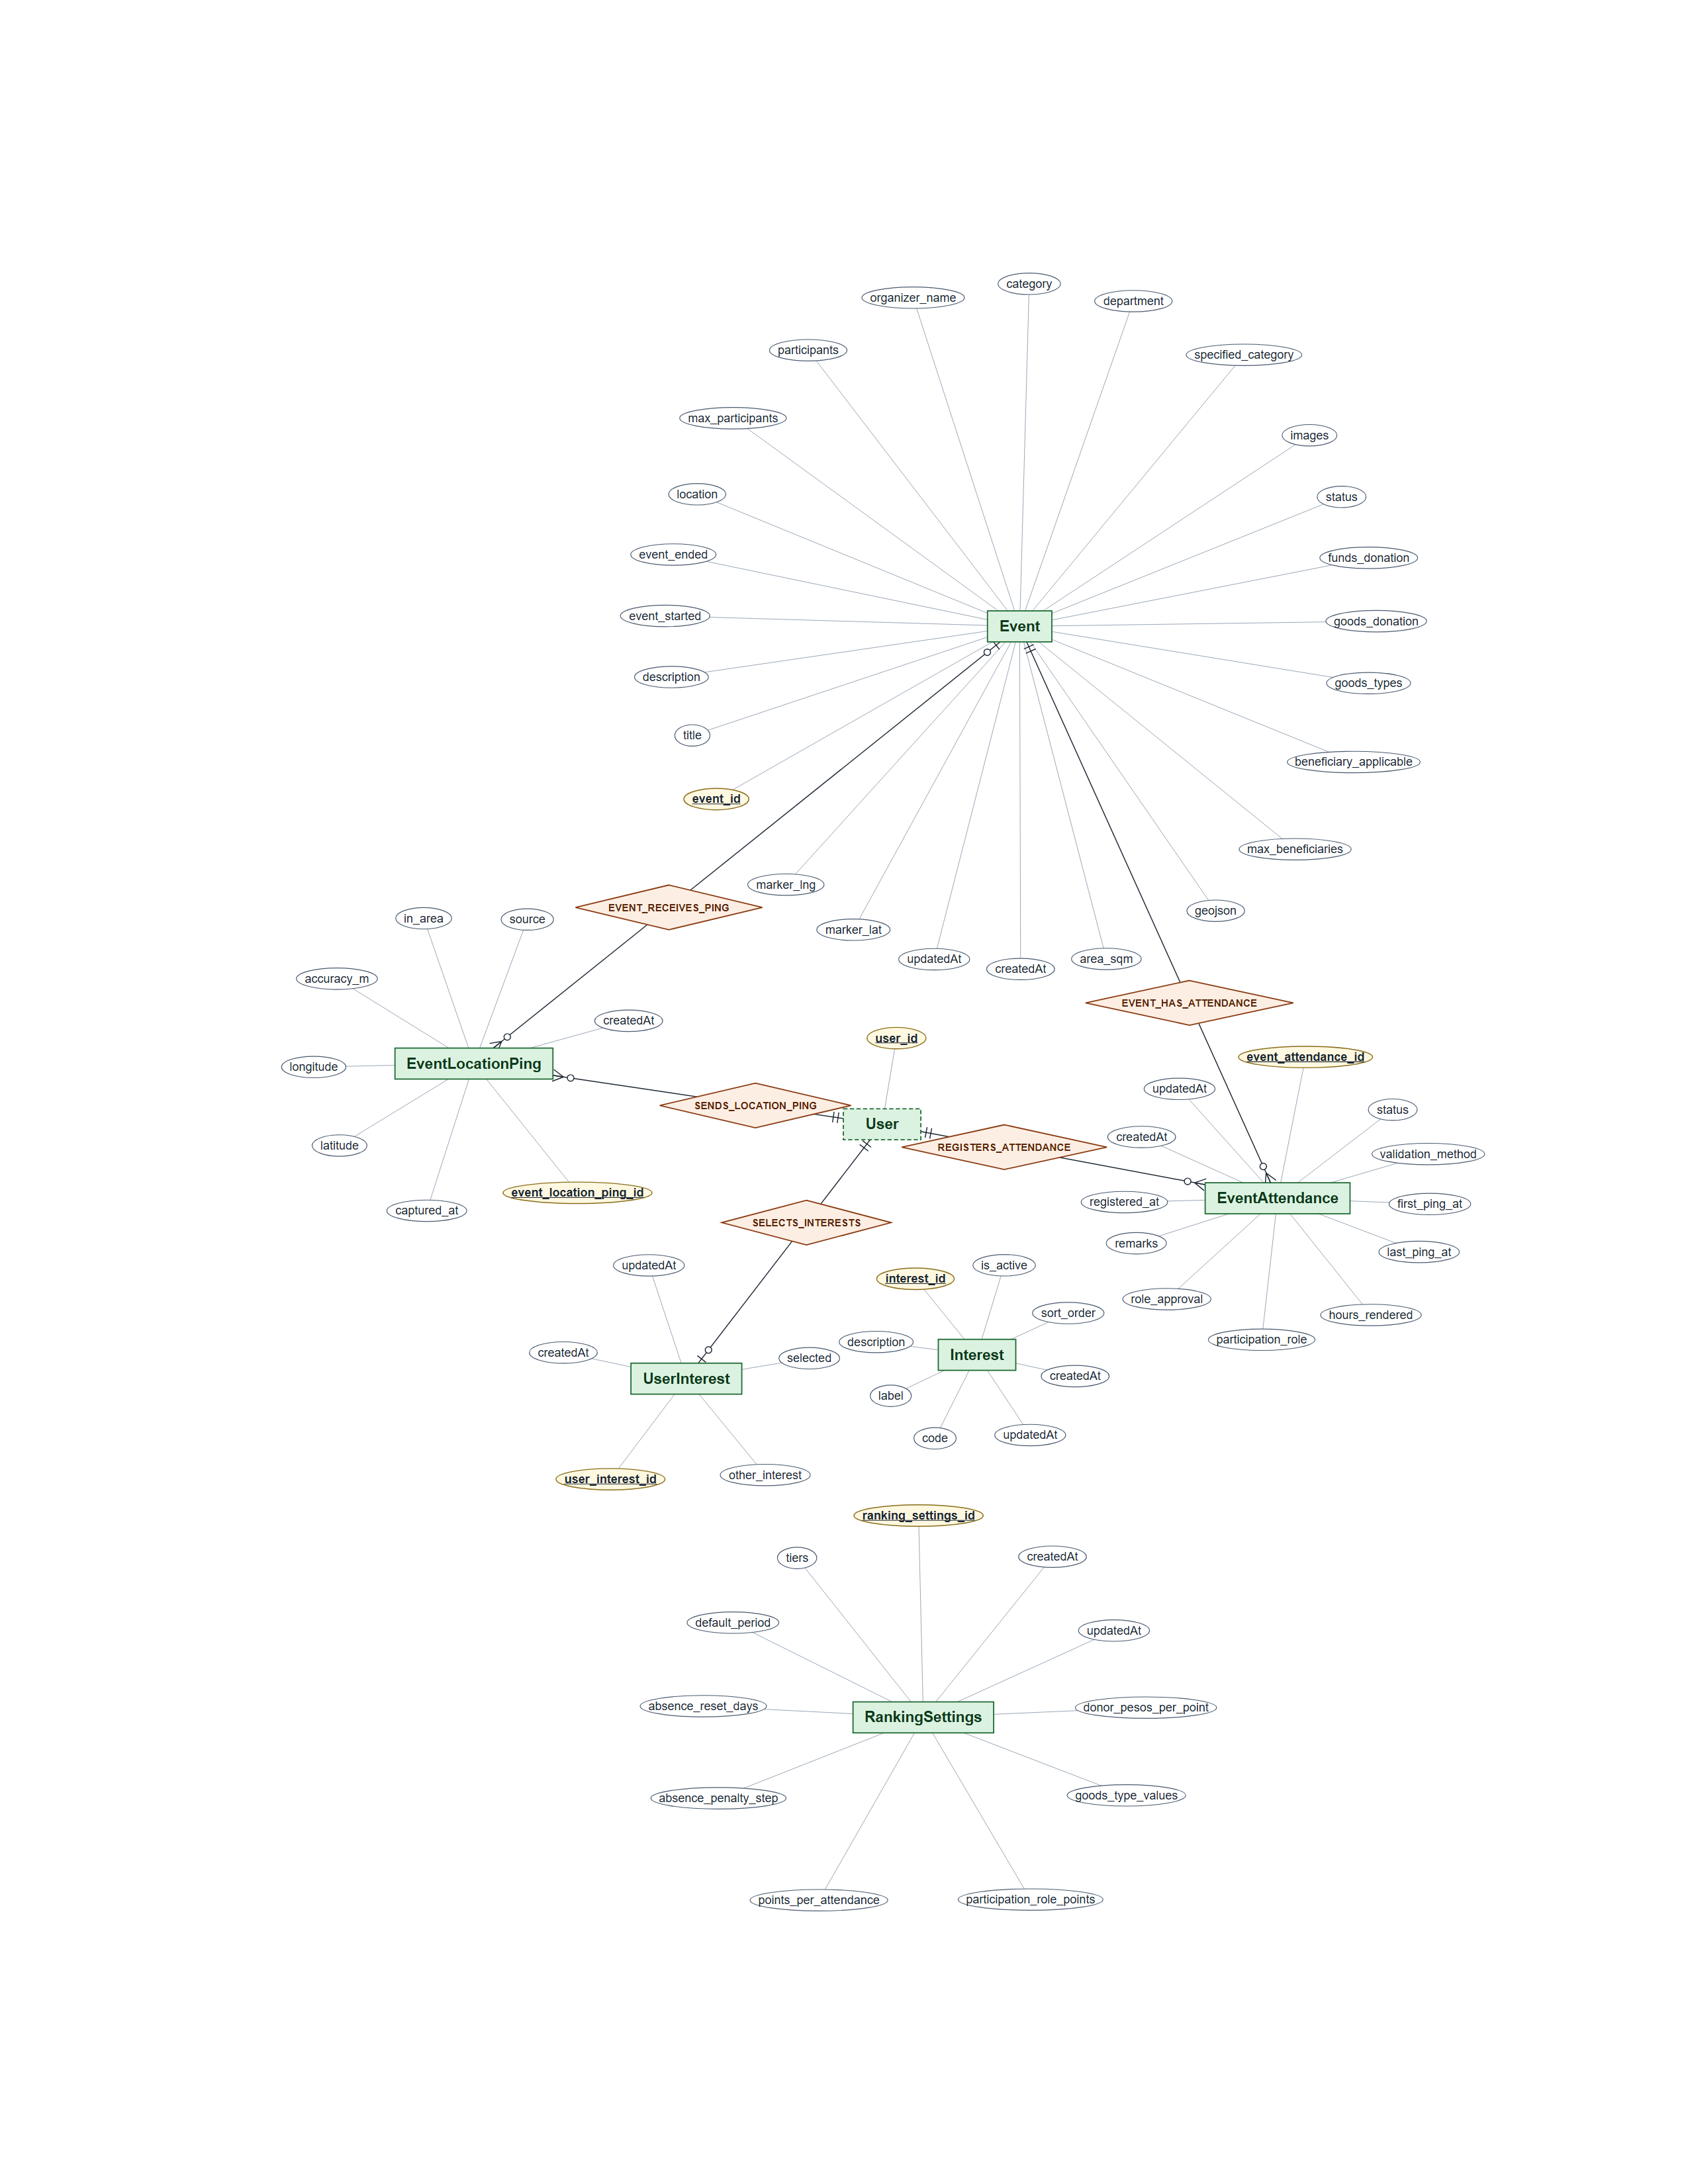 category
organizer_name
department
participants
specified_category
max_participants
images
location
status
event_ended
funds_donation
event_started
goods_donation
Event
description
goods_types
title
beneficiary_applicable
event_id
max_beneficiaries
marker_lng
EVENT_RECEIVES_PING
geojson
in_area
source
marker_lat
updatedAt
createdAt
area_sqm
accuracy_m
EVENT_HAS_ATTENDANCE
createdAt
user_id
event_attendance_id
EventLocationPing
longitude
updatedAt
SENDS_LOCATION_PING
status
User
createdAt
latitude
REGISTERS_ATTENDANCE
validation_method
event_location_ping_id
EventAttendance
registered_at
first_ping_at
captured_at
SELECTS_INTERESTS
remarks
last_ping_at
updatedAt
is_active
interest_id
role_approval
sort_order
hours_rendered
participation_role
description
createdAt
Interest
selected
UserInterest
createdAt
label
updatedAt
code
user_interest_id
other_interest
ranking_settings_id
tiers
createdAt
default_period
updatedAt
absence_reset_days
donor_pesos_per_point
RankingSettings
absence_penalty_step
goods_type_values
points_per_attendance
participation_role_points